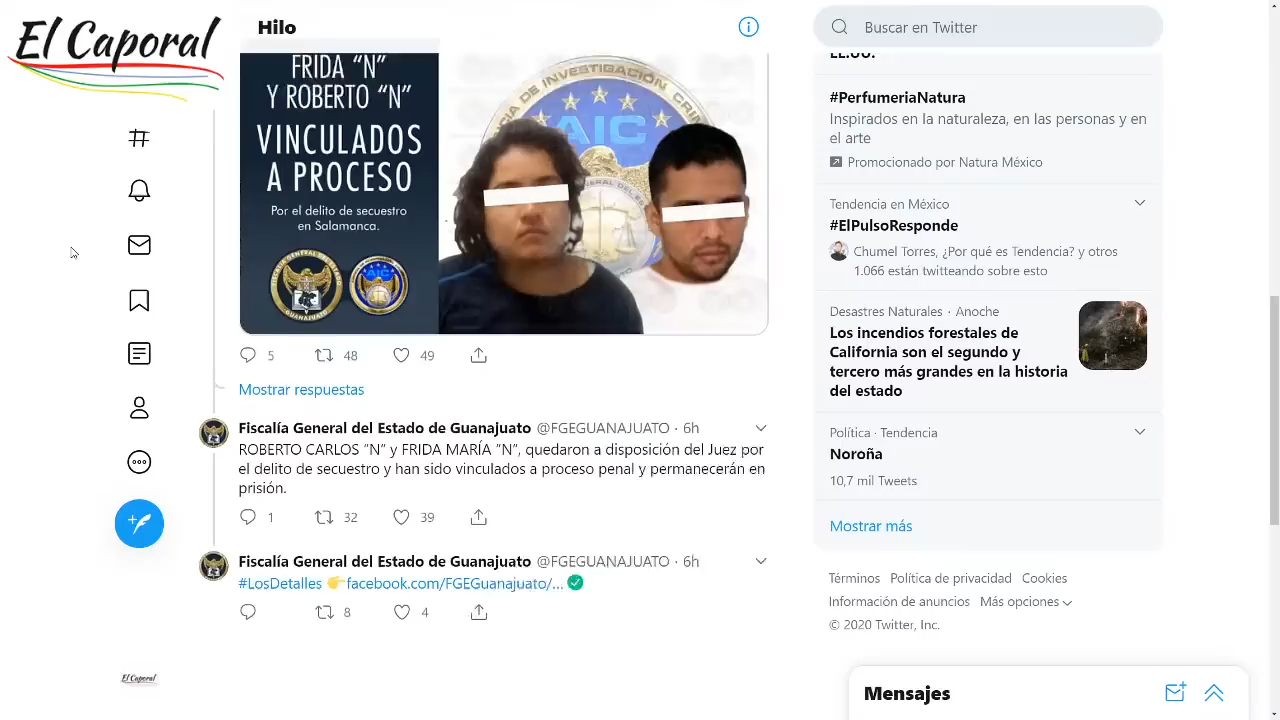 El Caporal
Hilo
FRIDA “N”
Y ROBERTO “N”
VINCULADOS
A PROCESO
Por el delito de secuestro
en Salamanca.
AIC
5 48 49
Mostrar respuestas
Fiscalía General del Estado de Guanajuato @FGEGUANAJUATO · 6h
ROBERTO CARLOS “N” y FRIDA MARÍA “N”, quedaron a disposición del Juez por
el delito de secuestro y han sido vinculados a proceso penal y permanecerán en
prisión.
1 32 39
Fiscalía General del Estado de Guanajuato @FGEGUANAJUATO · 6h
#LosDetalles 👉facebook.com/FGEGuanajuato/... ✅
8 4
El Caporal
Buscar en Twitter
#PerfumeriaNatura
Inspirados en la naturaleza, en las personas y en
el arte
Promocionado por Natura México
Tendencia en México
#ElPulsoResponde
Chumel Torres, ¿Por qué es Tendencia? y otros
1.066 están twitteando sobre esto
Desastres Naturales · Anoche
Los incendios forestales de
California son el segundo y
tercero más grandes en la historia
del estado
Política · Tendencia
Noroña
10,7 mil Tweets
Mostrar más
Términos Política de privacidad Cookies
Información de anuncios Más opciones
© 2020 Twitter, Inc.
Mensajes